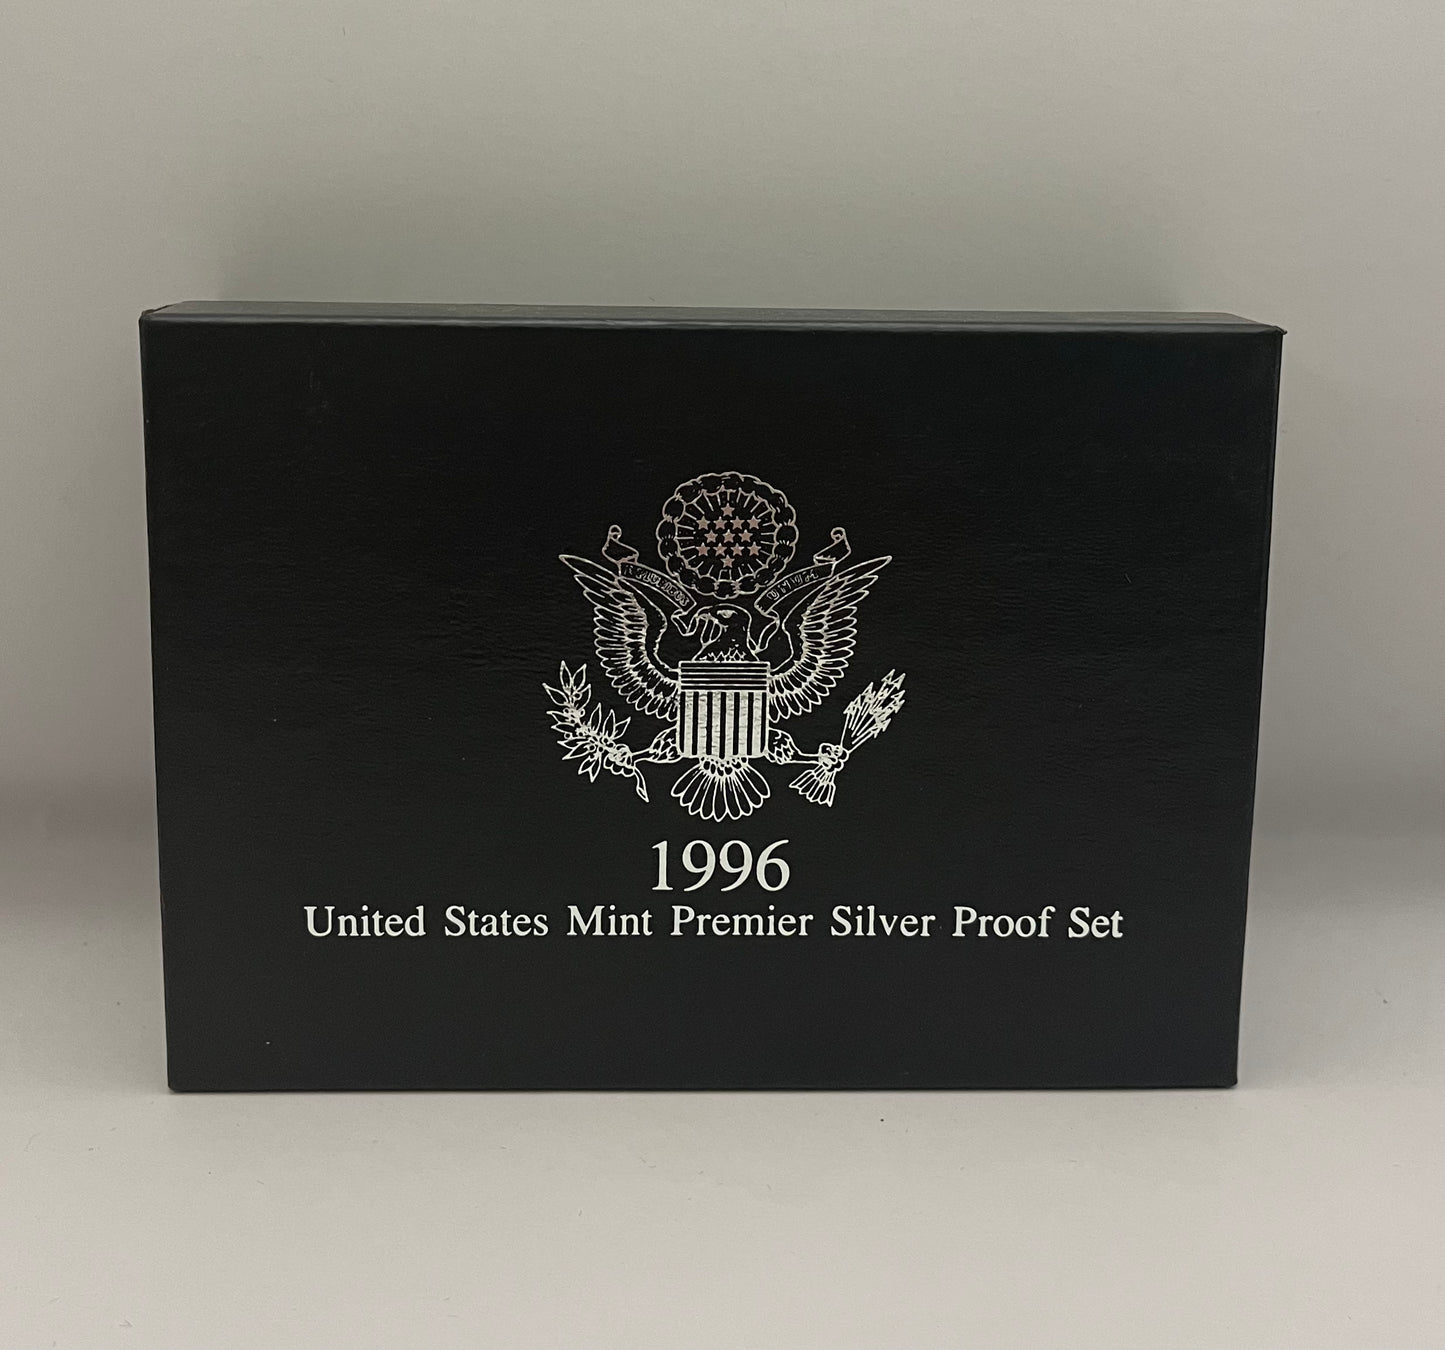 1996
United States Mint Premier Silver Proof Set